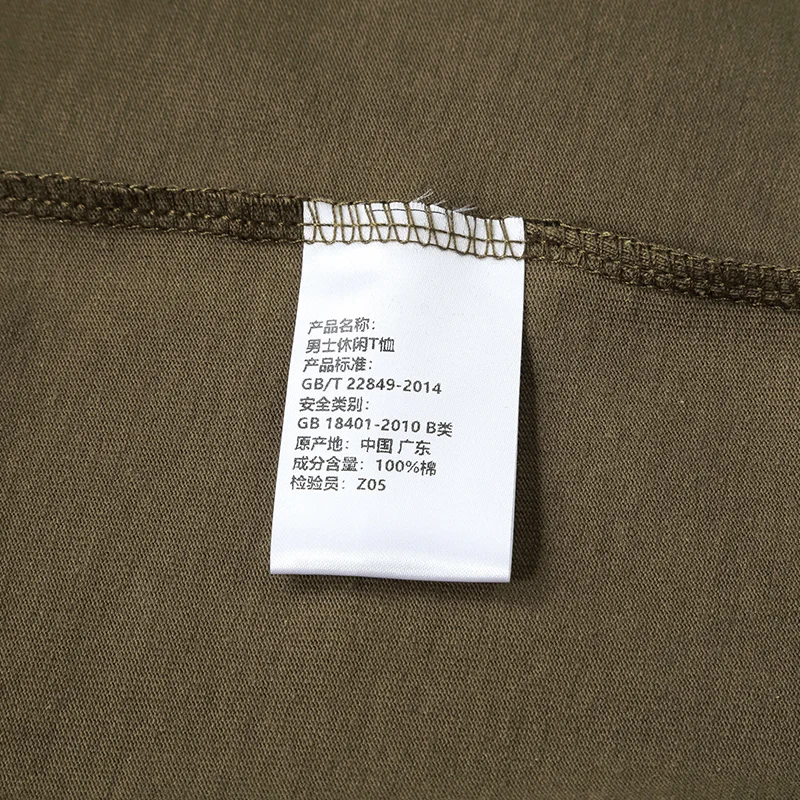 产品名称：
男士休闲T恤
产品标准：
GB/T 22849-2014
安全类别：
GB 18401-2010 B类
原产地：中国 广东
成分含量：100%棉
检验员：Z05